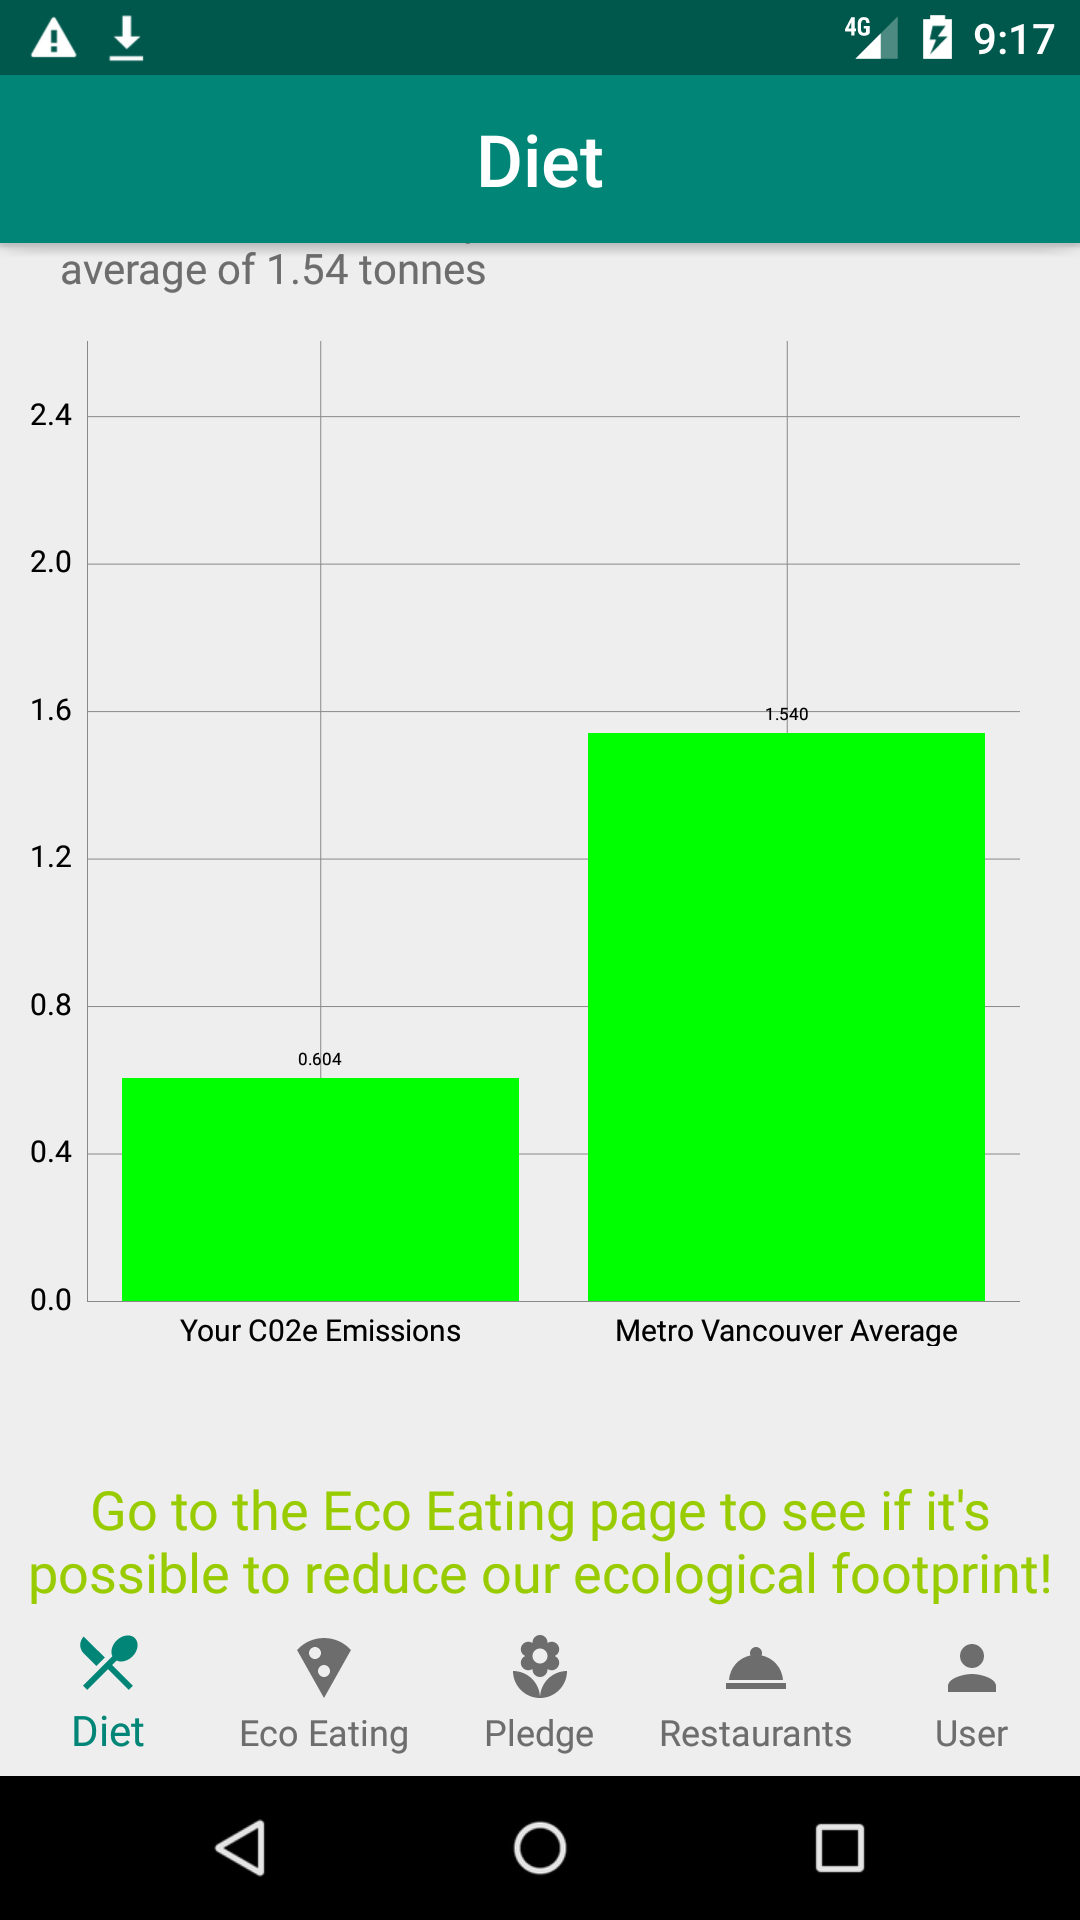 4G 9:17
Diet
average of 1.54 tonnes
2.4
2.0
1.6
1.540
1.2
0.8
0.604
0.4
0.0
Your C02e Emissions Metro Vancouver Average
Go to the Eco Eating page to see if it's
possible to reduce our ecological footprint!
Diet Eco Eating Pledge Restaurants User